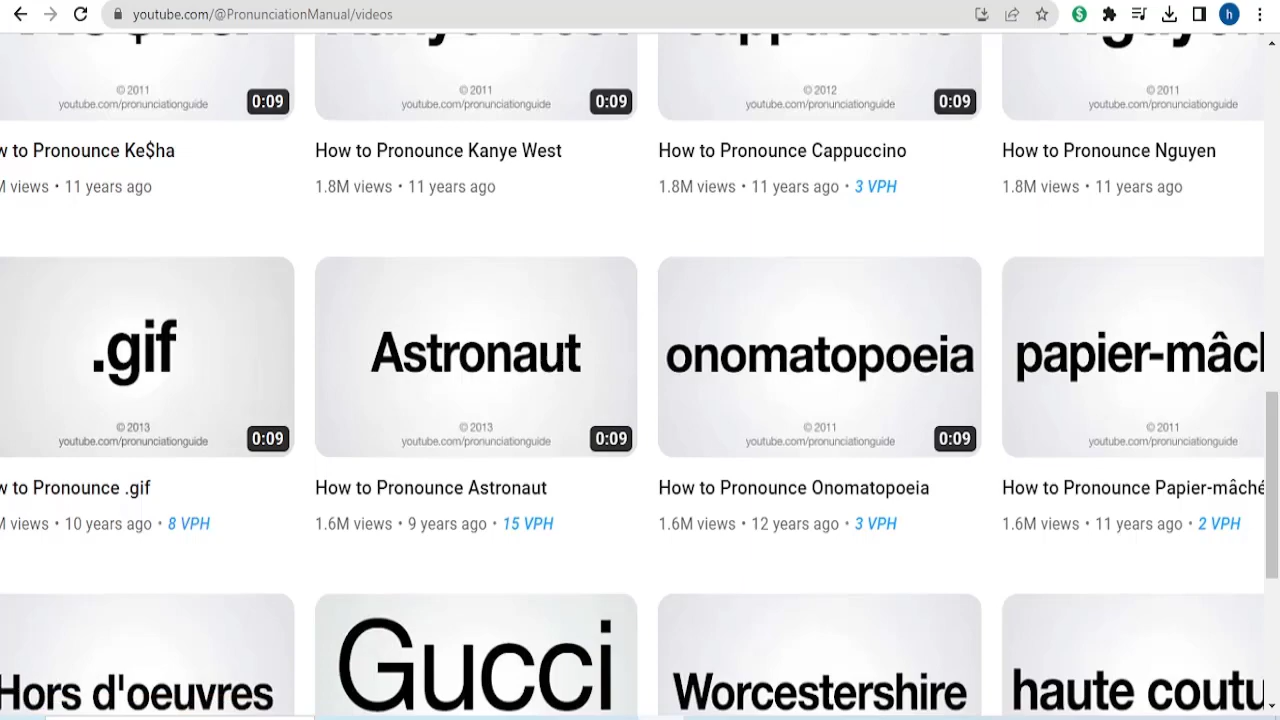 youtube.com/@PronunciationManual/videos
h
© 2011
youtube.com/pronunciationguide
0:09
© 2011
youtube.com/pronunciationguide
0:09
© 2012
youtube.com/pronunciationguide
0:09
© 2011
youtube.com/pronunciationguide
w to Pronounce Ke$ha
How to Pronounce Kanye West
How to Pronounce Cappuccino
How to Pronounce Nguyen
M views • 11 years ago
1.8M views • 11 years ago
1.8M views • 11 years ago • 3 VPH
1.8M views • 11 years ago
.gif
© 2013
youtube.com/pronunciationguide
0:09
Astronaut
© 2013
youtube.com/pronunciationguide
0:09
onomatopoeia
© 2011
youtube.com/pronunciationguide
0:09
papier-mâch
© 2011
youtube.com/pronunciationguide
w to Pronounce .gif
How to Pronounce Astronaut
How to Pronounce Onomatopoeia
How to Pronounce Papier-mâché
M views • 10 years ago • 8 VPH
1.6M views • 9 years ago • 15 VPH
1.6M views • 12 years ago • 3 VPH
1.6M views • 11 years ago • 2 VPH
Hors d'oeuvres
Gucci
Worcestershire
haute coutu